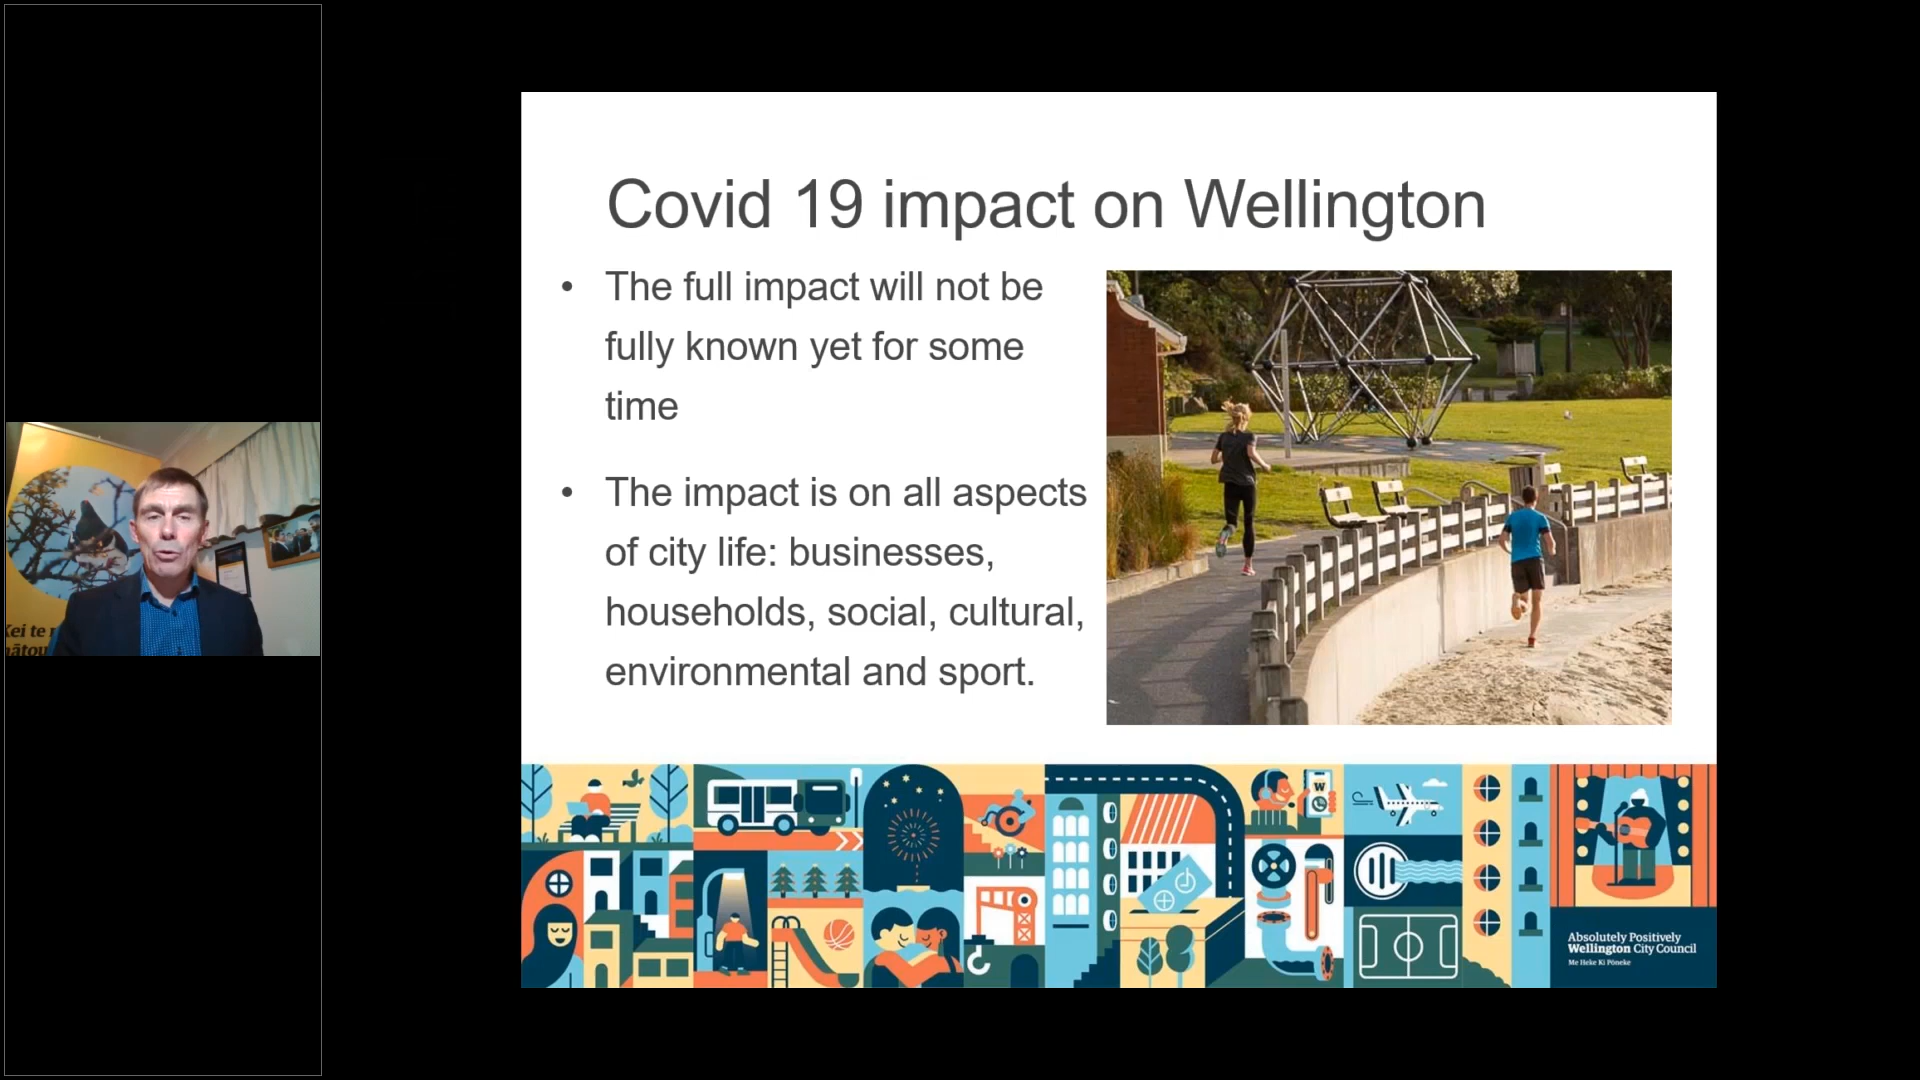 Covid 19 impact on Wellington
• The full impact will not be
fully known yet for some
time
• The impact is on all aspects
of city life: businesses,
households, social, cultural,
environmental and sport.
Kei te
W
Absolutely Positively
Wellington City Council
Me Heke Ki Pōneke